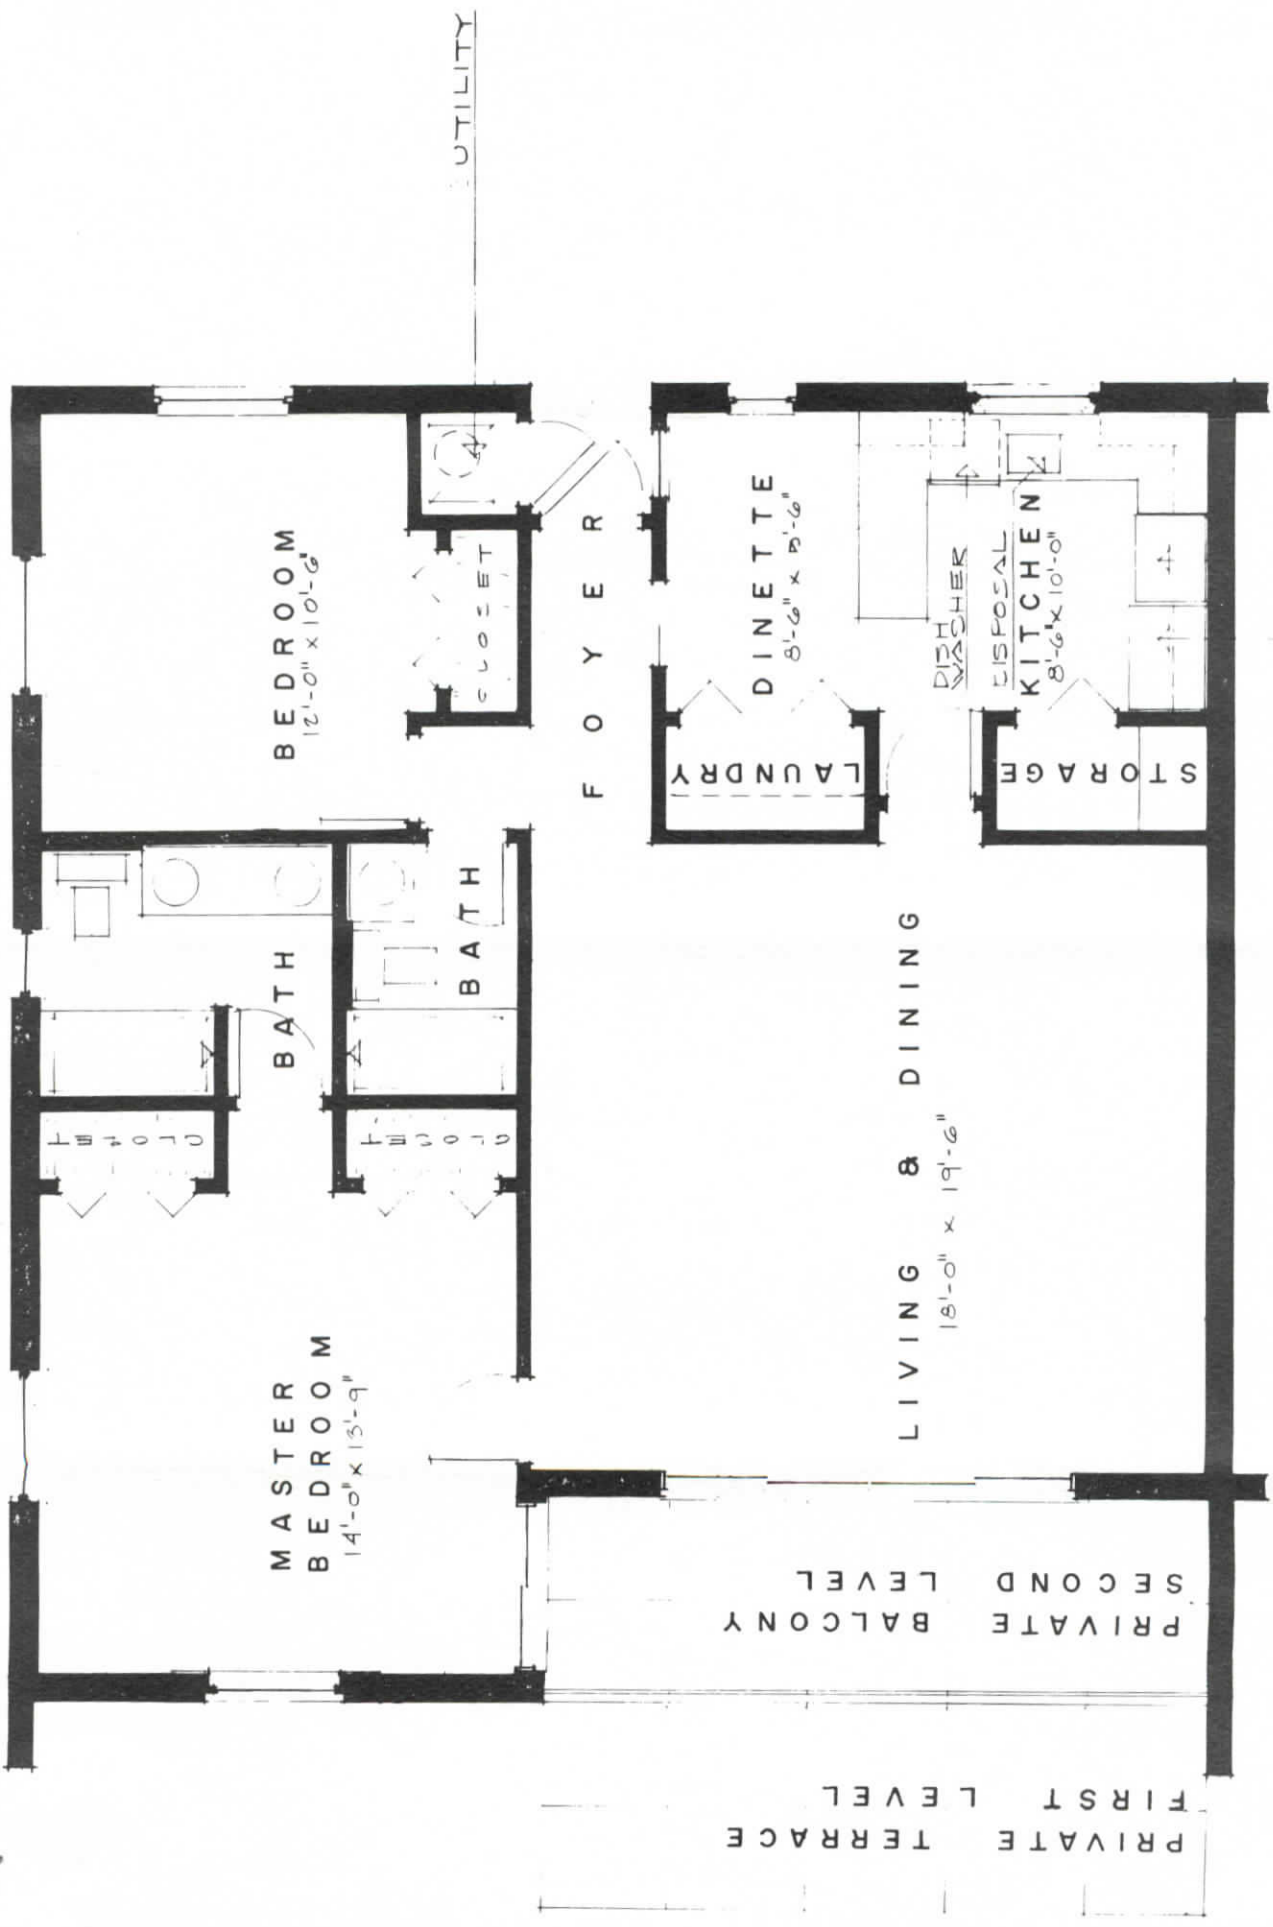 UTILITY
BEDROOM
12'-0" x 10'-6"
CLOSET
FOYER
DINETTE
8'-6" x
DISH
WASHER
DISPOSAL
KITCHEN
8'-6" x 10'-0"
LAUNDRY
STORAGE
BATH
BATH
CLOSET
CLOSET
LIVING & DINING
18'-0" x 19'-6"
MASTER
BEDROOM
14'-0" x 13'-9"
PRIVATE BALCONY
SECOND LEVEL
PRIVATE TERRACE
FIRST LEVEL